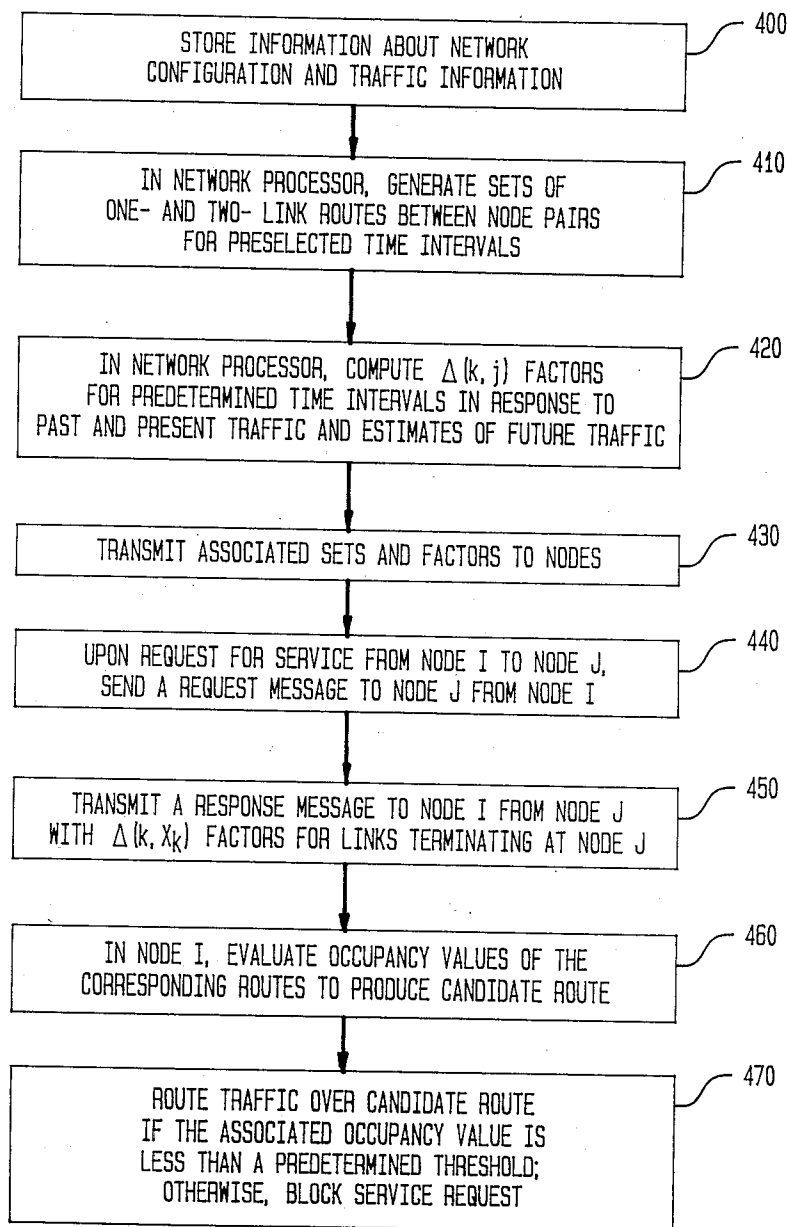 STORE INFORMATION ABOUT NETWORK
CONFIGURATION AND TRAFFIC INFORMATION
400
IN NETWORK PROCESSOR, GENERATE SETS OF
ONE- AND TWO- LINK ROUTES BETWEEN NODE PAIRS
FOR PRESELECTED TIME INTERVALS
410
IN NETWORK PROCESSOR, COMPUTE Δ(k, j) FACTORS
FOR PREDETERMINED TIME INTERVALS IN RESPONSE TO
PAST AND PRESENT TRAFFIC AND ESTIMATES OF FUTURE TRAFFIC
420
TRANSMIT ASSOCIATED SETS AND FACTORS TO NODES
430
UPON REQUEST FOR SERVICE FROM NODE I TO NODE J,
SEND A REQUEST MESSAGE TO NODE J FROM NODE I
440
TRANSMIT A RESPONSE MESSAGE TO NODE I FROM NODE J
WITH Δ(k, Xk) FACTORS FOR LINKS TERMINATING AT NODE J
450
IN NODE I, EVALUATE OCCUPANCY VALUES OF THE
CORRESPONDING ROUTES TO PRODUCE CANDIDATE ROUTE
460
ROUTE TRAFFIC OVER CANDIDATE ROUTE
IF THE ASSOCIATED OCCUPANCY VALUE IS
LESS THAN A PREDETERMINED THRESHOLD;
OTHERWISE, BLOCK SERVICE REQUEST
470